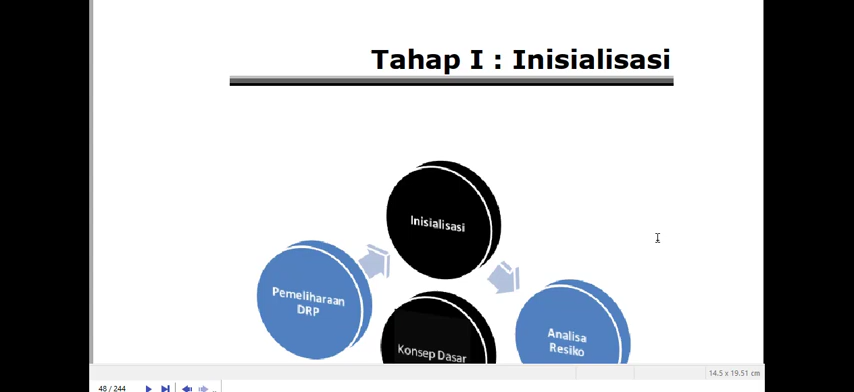 Tahap I : Inisialisasi
Inisialisasi
Pemeliharaan
DRP
Analisa
Resiko
Konsep Dasar
14.5 x 19.51 cm
48 / 244